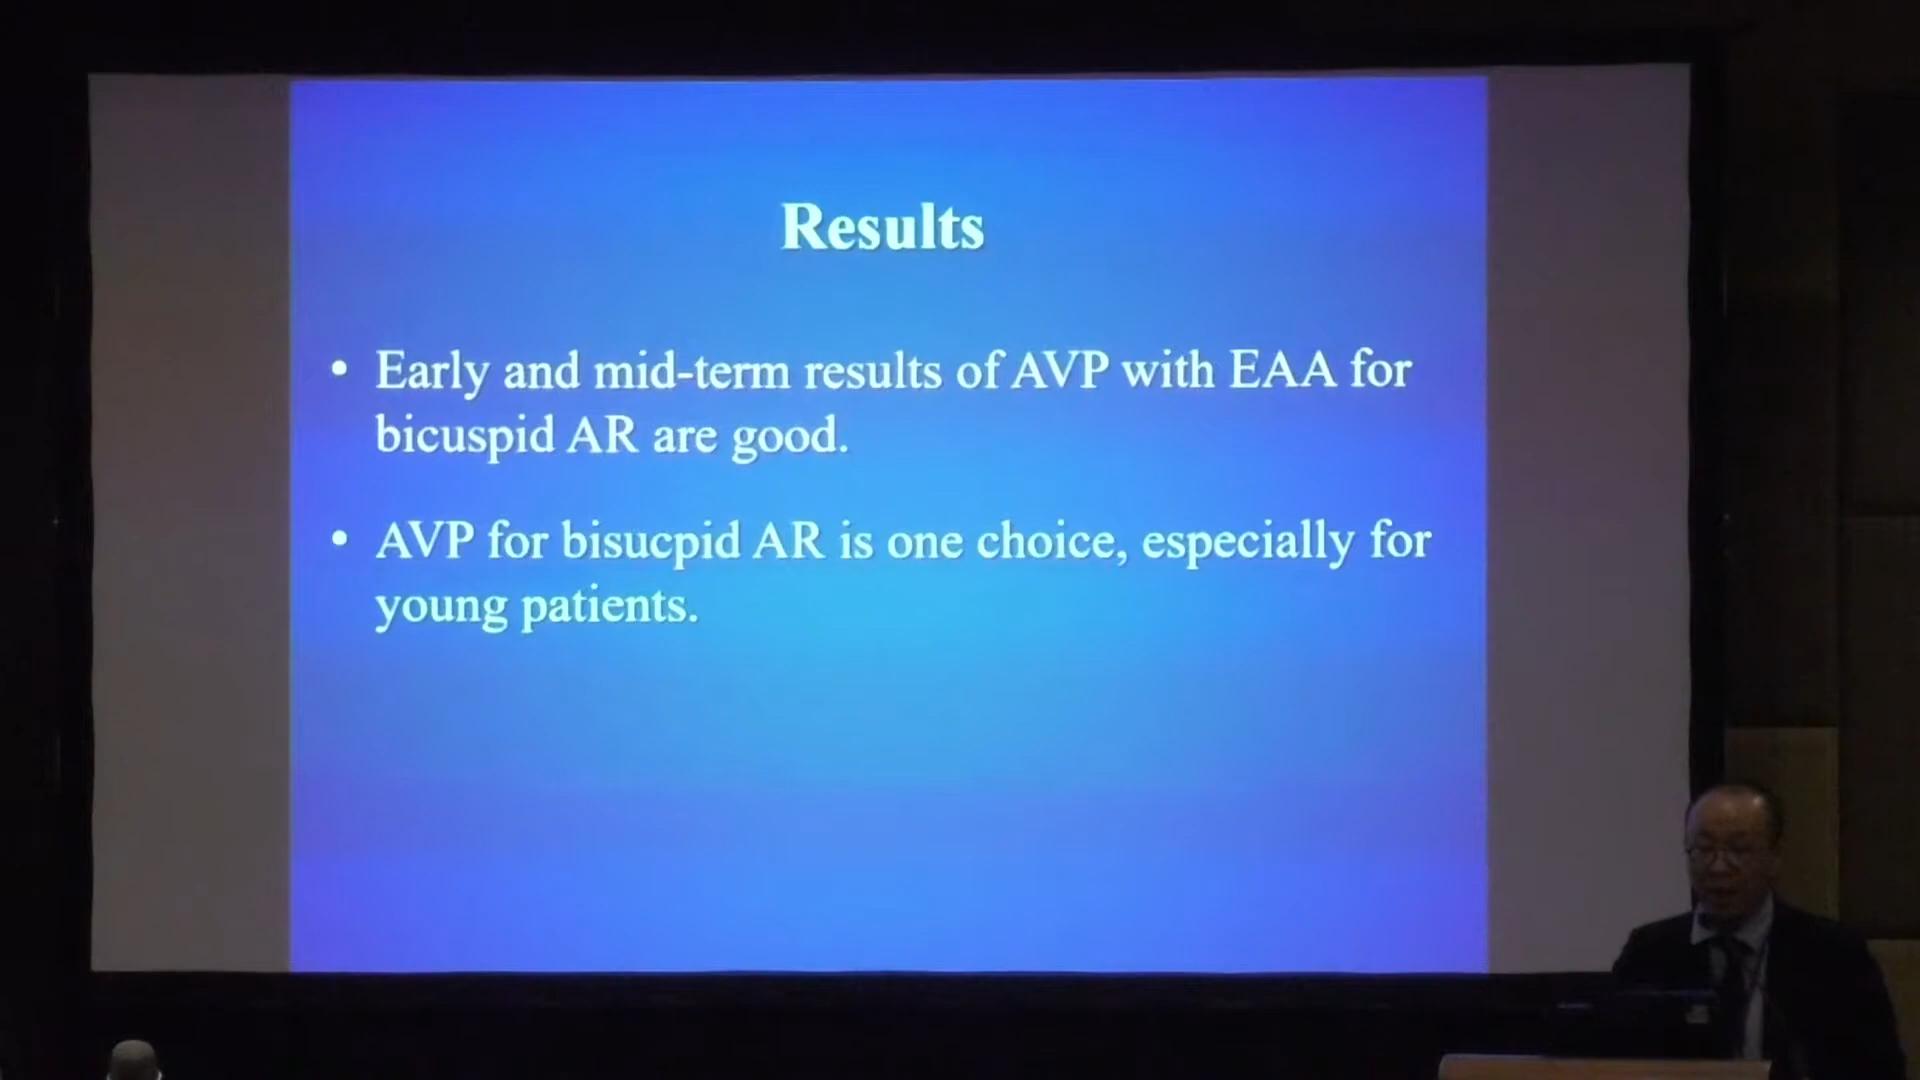 Results
• Early and mid-term results of AVP with EAA for
bicuspid AR are good.
• AVP for bisucpid AR is one choice, especially for
young patients.